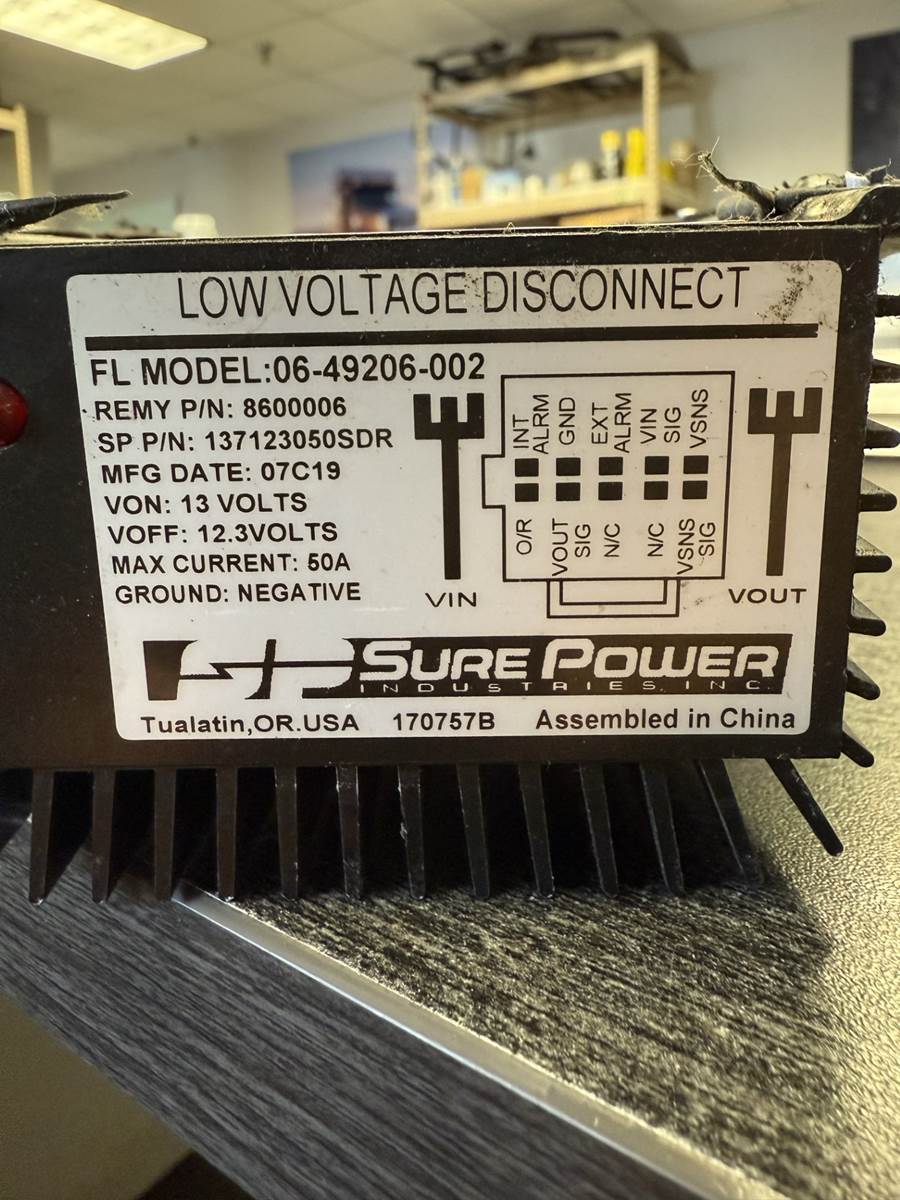 LOW VOLTAGE DISCONNECT
FL MODEL:06-49206-002
REMY P/N: 8600006
SP P/N: 137123050SDR
MFG DATE: 07C19
VON: 13 VOLTS
VOFF: 12.3VOLTS
MAX CURRENT: 50A
GROUND: NEGATIVE
VIN
INT ALRM
GND
EXT ALRM
VIN SIG
VSNS
O/R
VOUT SIG
N/C
N/C
VSNS SIG
VOUT
SURE POWER
INDUSTRIES, INC.
Tualatin,OR.USA 170757B Assembled in China